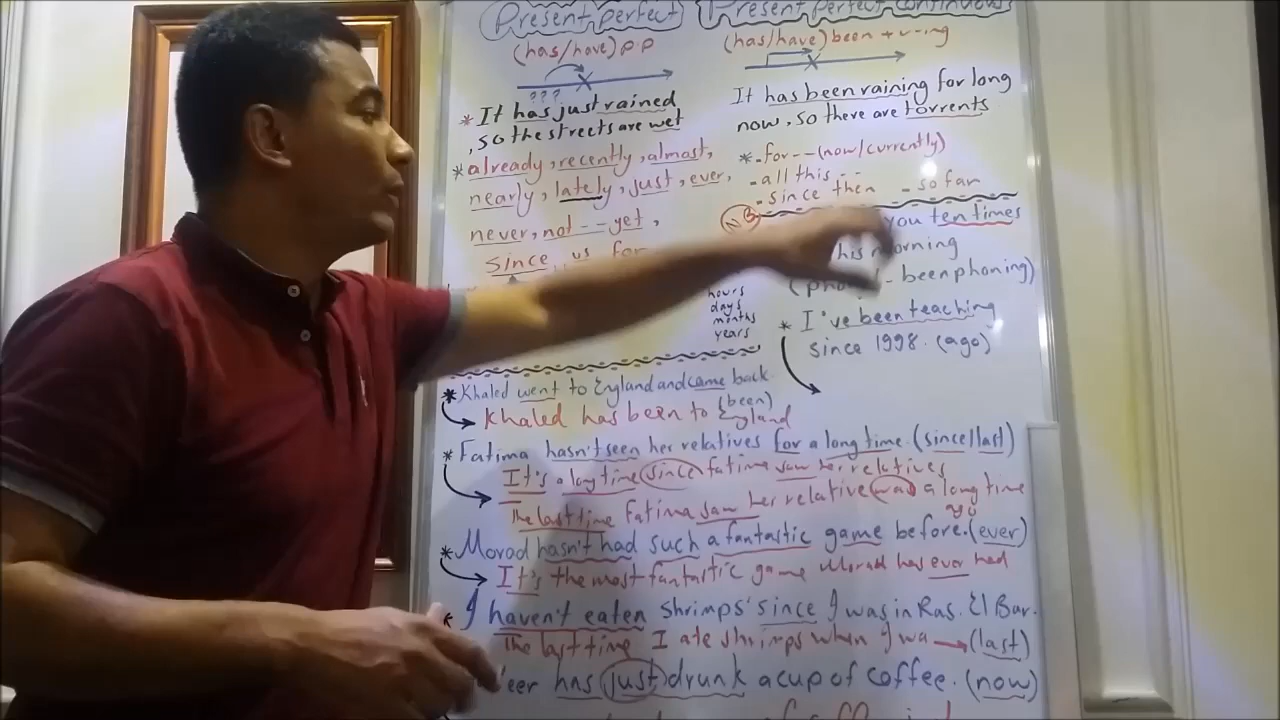 Present perfect
(has/have) p.p
? ? ?
* It has just rained
, so the streets are wet
* already, recently, almost,
nearly, lately, just, ever,
never, not - - yet,
Since for
hours
days
months
years
Present perfect continuous
(has/have) been + v-ing
It has been raining for long
now, so there are torrents
* - for - - (now/currently)
- all this - -
- since then - so far
you ten times
his morning
been phoning)
* I've been teaching
since 1998. (ago)
* Khaled went to England and came back.
(been)
Khaled has been to England
* Fatima hasn't seen her relatives for a long time. (since/last)
It's a long time since fatima saw her relatives
The last time Fatima saw her relative was a long time
* Morad hasn't had such a fantastic game before. (ever)
It's the most fantastic game Morad has ever had
* I haven't eaten shrimps since I was in Ras. El Bar.
The last time I ate shrimps when I wa (last)
'eer has just drunk a cup of coffee. (now)